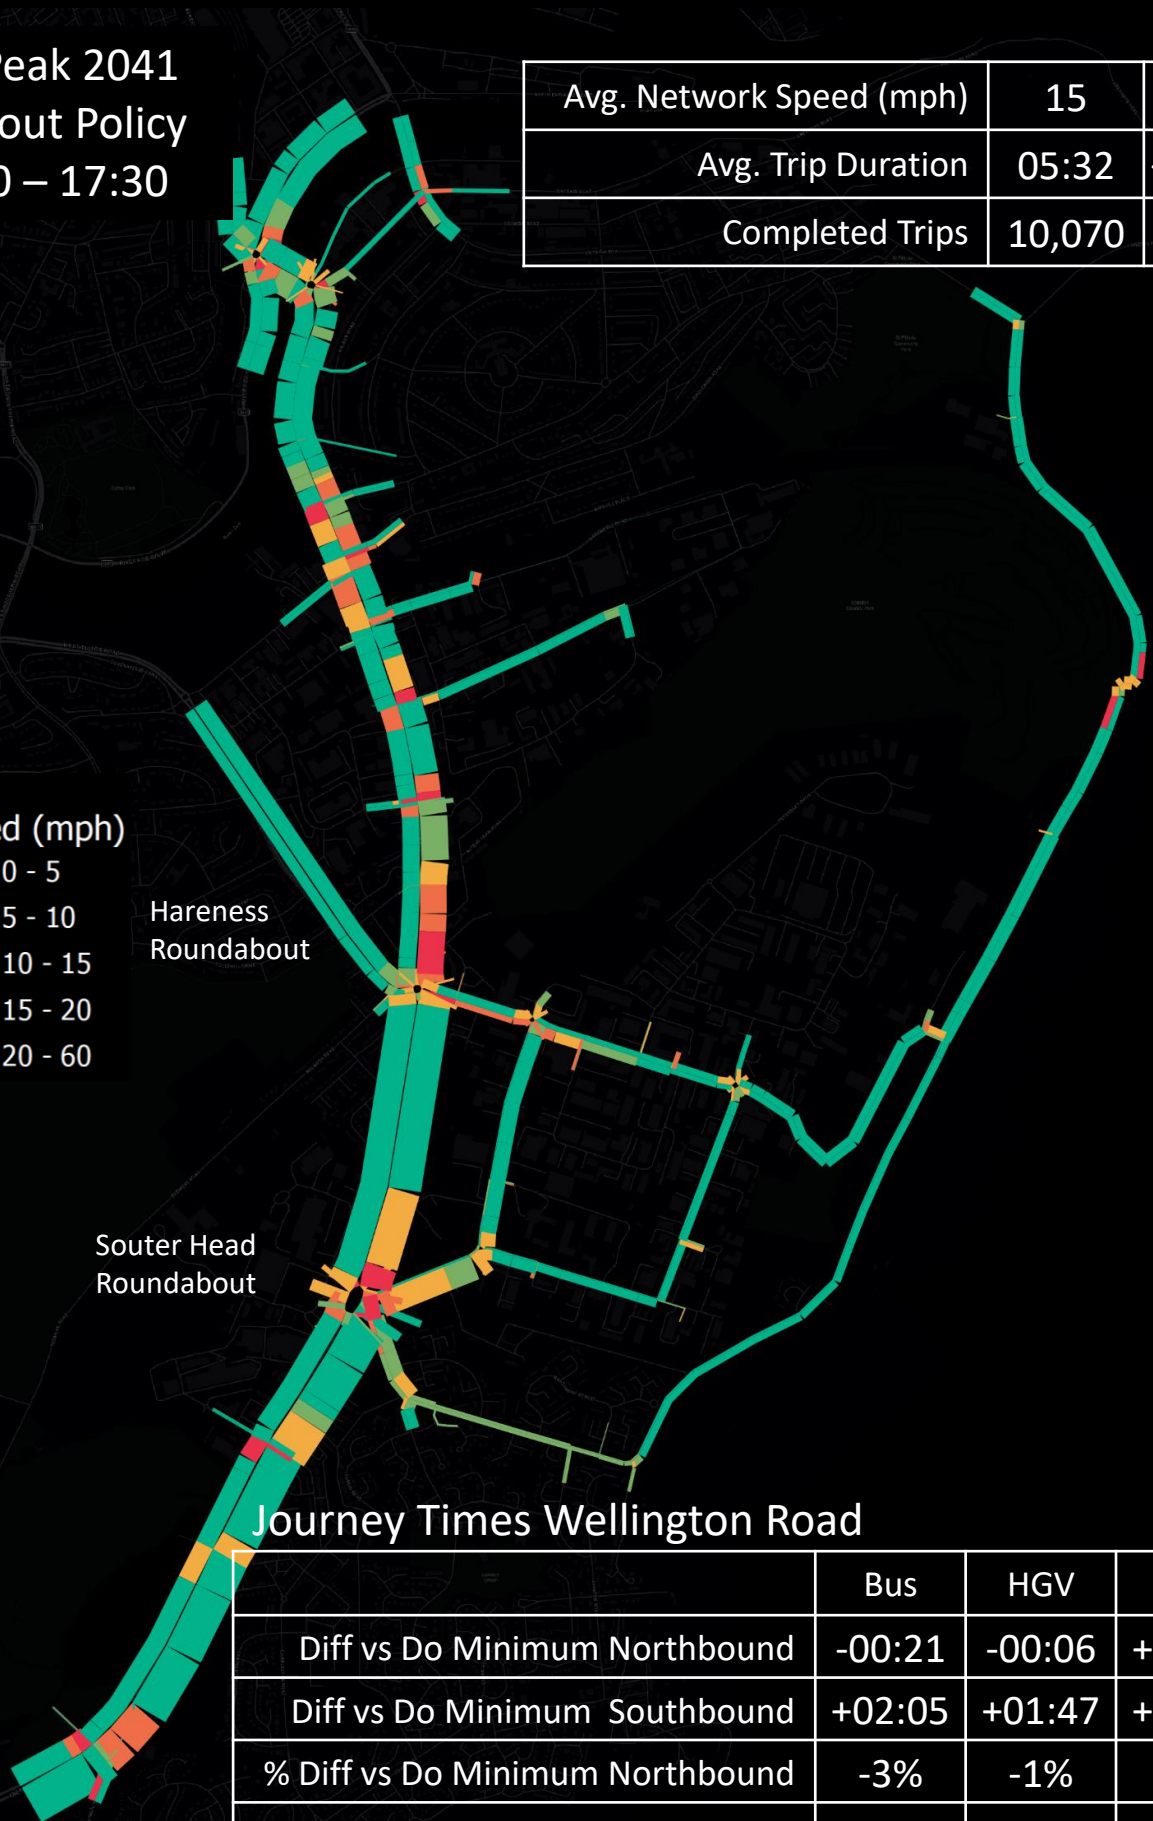 Peak 2041
out Policy
0 – 17:30
Avg. Network Speed (mph) 15
Avg. Trip Duration 05:32
Completed Trips 10,070
ed (mph)
0 - 5
5 - 10
10 - 15
15 - 20
20 - 60
Hareness
Roundabout
Souter Head
Roundabout
Journey Times Wellington Road
Bus HGV
Diff vs Do Minimum Northbound -00:21 -00:06 +
Diff vs Do Minimum Southbound +02:05 +01:47 +
% Diff vs Do Minimum Northbound -3% -1%